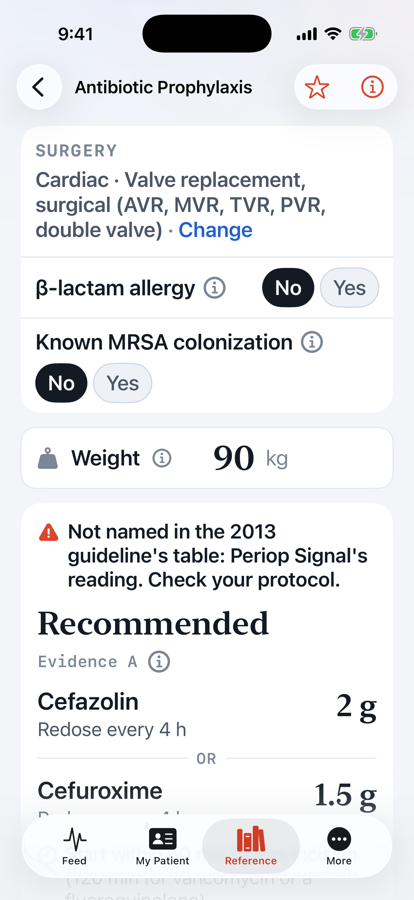 9:41
Antibiotic Prophylaxis
SURGERY
Cardiac · Valve replacement,
surgical (AVR, MVR, TVR, PVR,
double valve) · Change
β-lactam allergy
No
Yes
Known MRSA colonization
No
Yes
Weight
90 kg
Not named in the 2013
guideline's table: Periop Signal's
reading. Check your protocol.
Recommended
Evidence A
Cefazolin
2 g
Redose every 4 h
OR
Cefuroxime
1.5 g
Feed
My Patient
Reference
More
(120 min for vancomycin or a
fluoroquinolone)